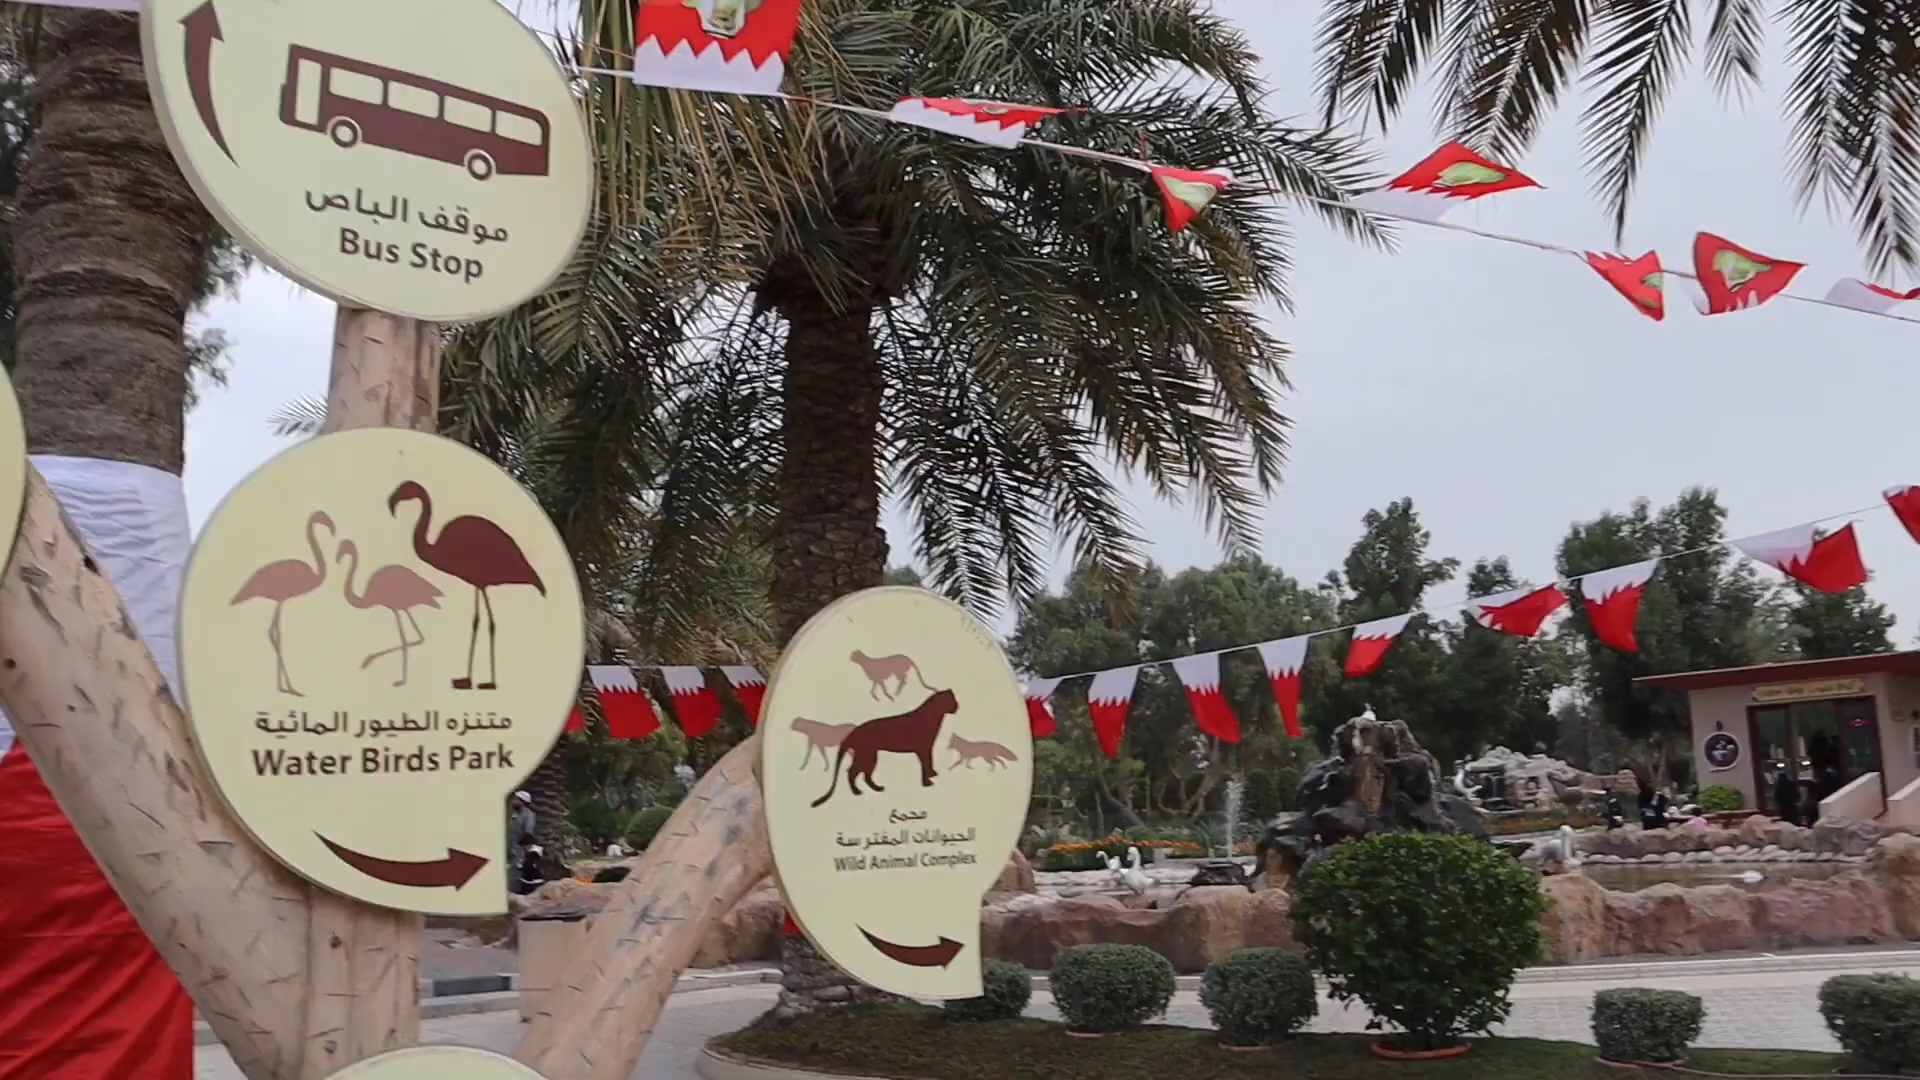 موقف الباص
Bus Stop
متنزه الطيور المائية
Water Birds Park
مجمع
الحيوانات المفترسة
Wild Animal Complex